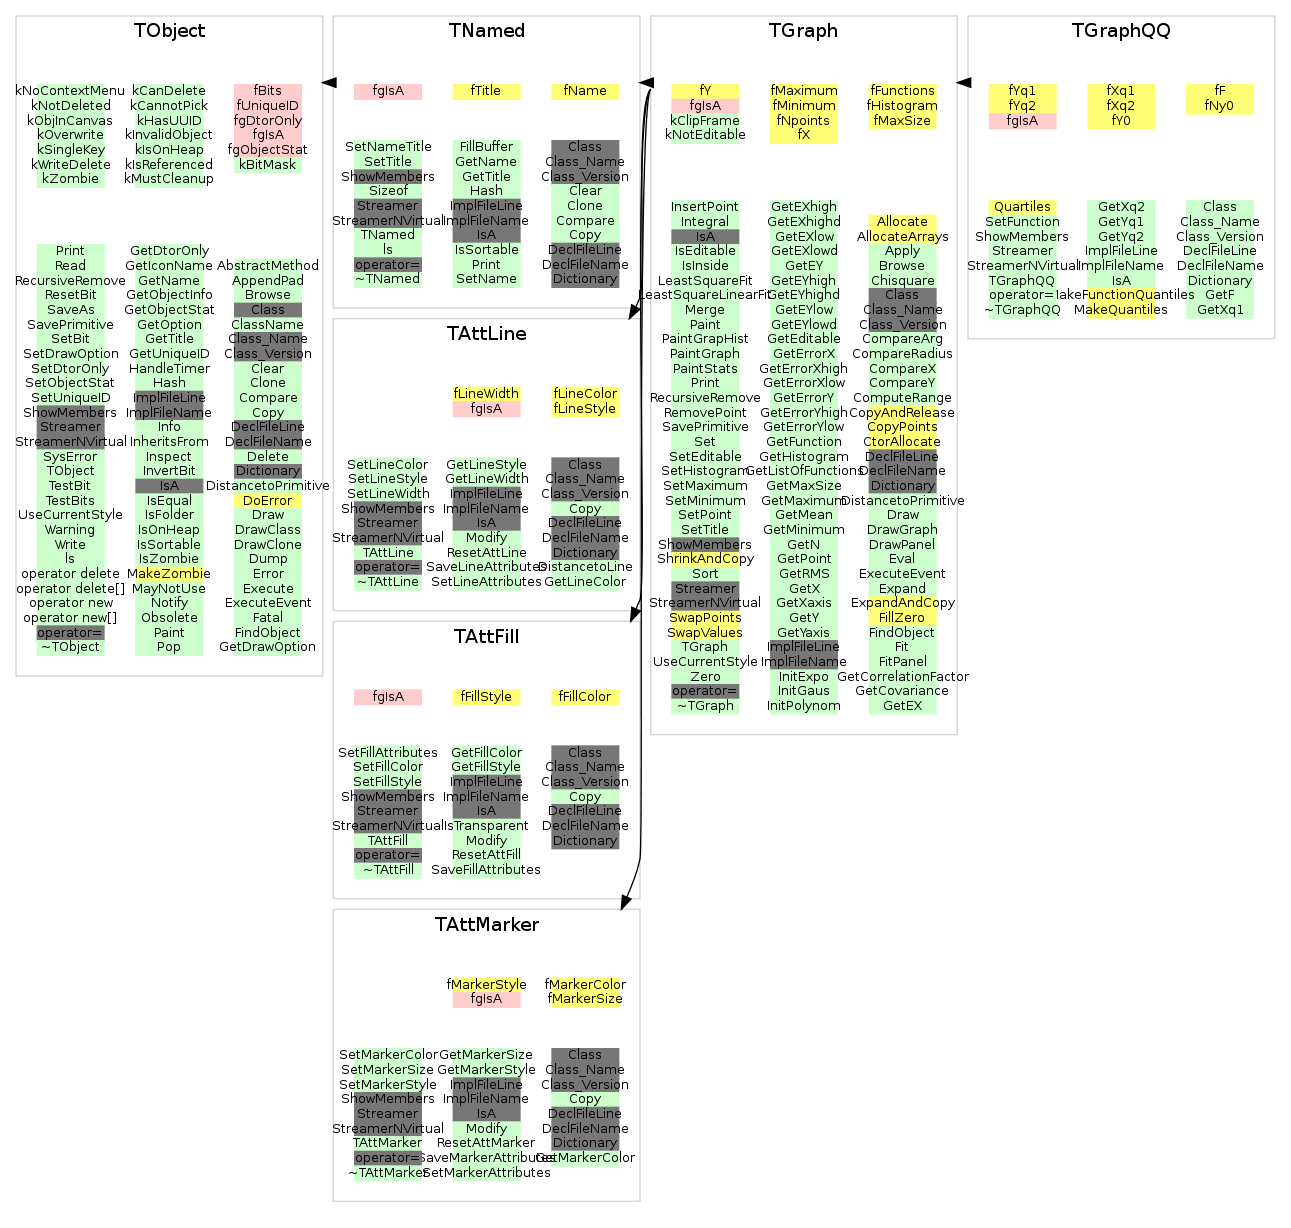 TObject
kNoContextMenu kCanDelete fBits
kNotDeleted kCannotPick fUniqueID
kObjInCanvas kHasUUID fgDtorOnly
kOverwrite kInvalidObject fgIsA
kSingleKey kIsOnHeap fgObjectStat
kWriteDelete kIsReferenced kBitMask
kZombie kMustCleanup
GetDtorOnly
Print GetIconName AbstractMethod
Read GetName AppendPad
RecursiveRemove GetObjectInfo Browse
ResetBit GetObjectStat Class
SaveAs GetOption ClassName
SavePrimitive GetTitle Class_Name
SetBit GetUniqueID Class_Version
SetDrawOption HandleTimer Clear
SetDtorOnly Hash Clone
SetObjectStat ImplFileLine Compare
SetUniqueID ImplFileName Copy
ShowMembers Info DeclFileLine
Streamer InheritsFrom DeclFileName
StreamerNVirtual Inspect Delete
SysError InvertBit Dictionary
TObject IsA DistancetoPrimitive
TestBit IsEqual DoError
TestBits IsFolder Draw
UseCurrentStyle IsOnHeap DrawClass
Warning IsSortable DrawClone
Write IsZombie Dump
ls MakeZombie Error
operator delete MayNotUse Execute
operator delete[] Notify ExecuteEvent
operator new Obsolete Fatal
operator new[] Paint FindObject
operator= Pop GetDrawOption
~TObject
TNamed
fgIsA fTitle fName
SetNameTitle FillBuffer Class
SetTitle GetName Class_Name
ShowMembers GetTitle Class_Version
Sizeof Hash Clear
Streamer ImplFileLine Clone
StreamerNVirtual ImplFileName Compare
TNamed IsA Copy
ls IsSortable DeclFileLine
operator= Print DeclFileName
~TNamed SetName Dictionary
TAttLine
fLineWidth fLineColor
fgIsA fLineStyle
SetLineColor GetLineStyle Class
SetLineStyle GetLineWidth Class_Name
SetLineWidth ImplFileLine Class_Version
ShowMembers ImplFileName Copy
Streamer IsA DeclFileLine
StreamerNVirtual Modify DeclFileName
TAttLine ResetAttLine Dictionary
operator= SaveLineAttributes DistancetoLine
~TAttLine SetLineAttributes GetLineColor
TAttFill
fgIsA fFillStyle fFillColor
SetFillAttributes GetFillColor Class
SetFillColor GetFillStyle Class_Name
SetFillStyle ImplFileLine Class_Version
ShowMembers ImplFileName Copy
Streamer IsA DeclFileLine
StreamerNVirtual IsTransparent DeclFileName
TAttFill Modify Dictionary
operator= ResetAttFill
~TAttFill SaveFillAttributes
TAttMarker
fMarkerStyle fMarkerColor
fgIsA fMarkerSize
SetMarkerColor GetMarkerSize Class
SetMarkerSize GetMarkerStyle Class_Name
SetMarkerStyle ImplFileLine Class_Version
ShowMembers ImplFileName Copy
Streamer IsA DeclFileLine
StreamerNVirtual Modify DeclFileName
TAttMarker ResetAttMarker Dictionary
operator= SaveMarkerAttributes GetMarkerColor
~TAttMarker SetMarkerAttributes
TGraph
fY fMaximum fFunctions
fgIsA fMinimum fHistogram
kClipFrame fNpoints fMaxSize
kNotEditable fX
InsertPoint GetEXhigh
Integral GetEXhighd Allocate
IsA GetEXlow AllocateArrays
IsEditable GetEXlowd Apply
IsInside GetEY Browse
LeastSquareFit GetEYhigh Chisquare
LeastSquareLinearFit GetEYhighd Class
Merge GetEYlow Class_Name
Paint GetEYlowd Class_Version
PaintGrapHist GetEditable CompareArg
PaintGraph GetErrorX CompareRadius
PaintStats GetErrorXhigh CompareX
Print GetErrorXlow CompareY
RecursiveRemove GetErrorY ComputeRange
RemovePoint GetErrorYhigh CopyAndRelease
SavePrimitive GetErrorYlow CopyPoints
Set GetFunction CtorAllocate
SetEditable GetHistogram DeclFileLine
SetHistogram GetListOfFunctions DeclFileName
SetMaximum GetMaxSize Dictionary
SetMinimum GetMaximum DistancetoPrimitive
SetPoint GetMean Draw
SetTitle GetMinimum DrawGraph
ShowMembers GetN DrawPanel
ShrinkAndCopy GetPoint Eval
Sort GetRMS ExecuteEvent
Streamer GetX Expand
StreamerNVirtual GetXaxis ExpandAndCopy
SwapPoints GetY FillZero
SwapValues GetYaxis FindObject
TGraph ImplFileLine Fit
UseCurrentStyle ImplFileName FitPanel
Zero InitExpo GetCorrelationFactor
operator= InitGaus GetCovariance
~TGraph InitPolynom GetEX
TGraphQQ
fYq1 fXq1 fF
fYq2 fXq2 fNy0
fgIsA fY0
Quartiles GetXq2 Class
SetFunction GetYq1 Class_Name
ShowMembers GetYq2 Class_Version
Streamer ImplFileLine DeclFileLine
StreamerNVirtual ImplFileName DeclFileName
TGraphQQ IsA Dictionary
operator= MakeFunctionQuantiles GetF
~TGraphQQ MakeQuantiles GetXq1